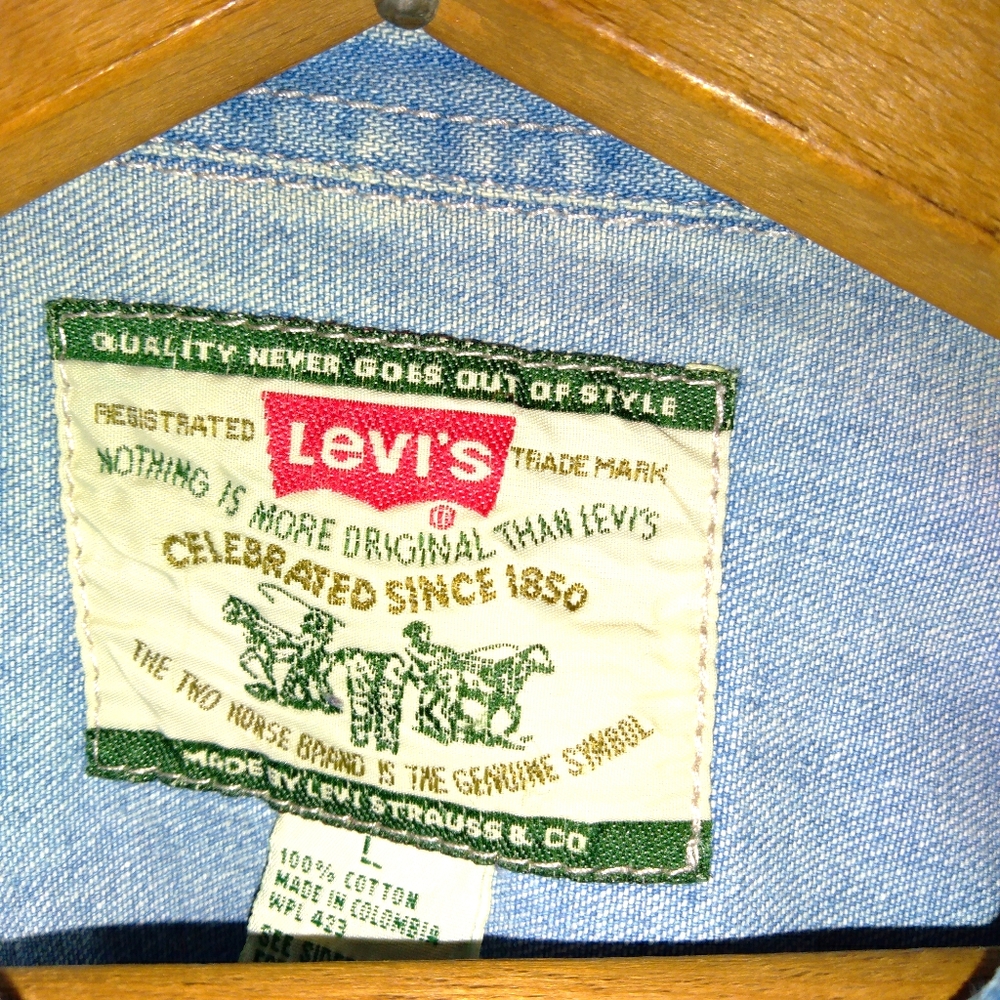 QUALITY NEVER GOES OUT OF STYLE
REGISTRATED LEVI'S TRADE MARK
NOTHING IS MORE ORIGINAL THAN LEVI'S
CELEBRATED SINCE 1850
THE TWO HORSE BRAND IS THE GENUINE SYMBOL
MADE BY LEVI STRAUSS & CO
L
100% COTTON
MADE IN COLOMBIA
WPL 423
SEE SIDE